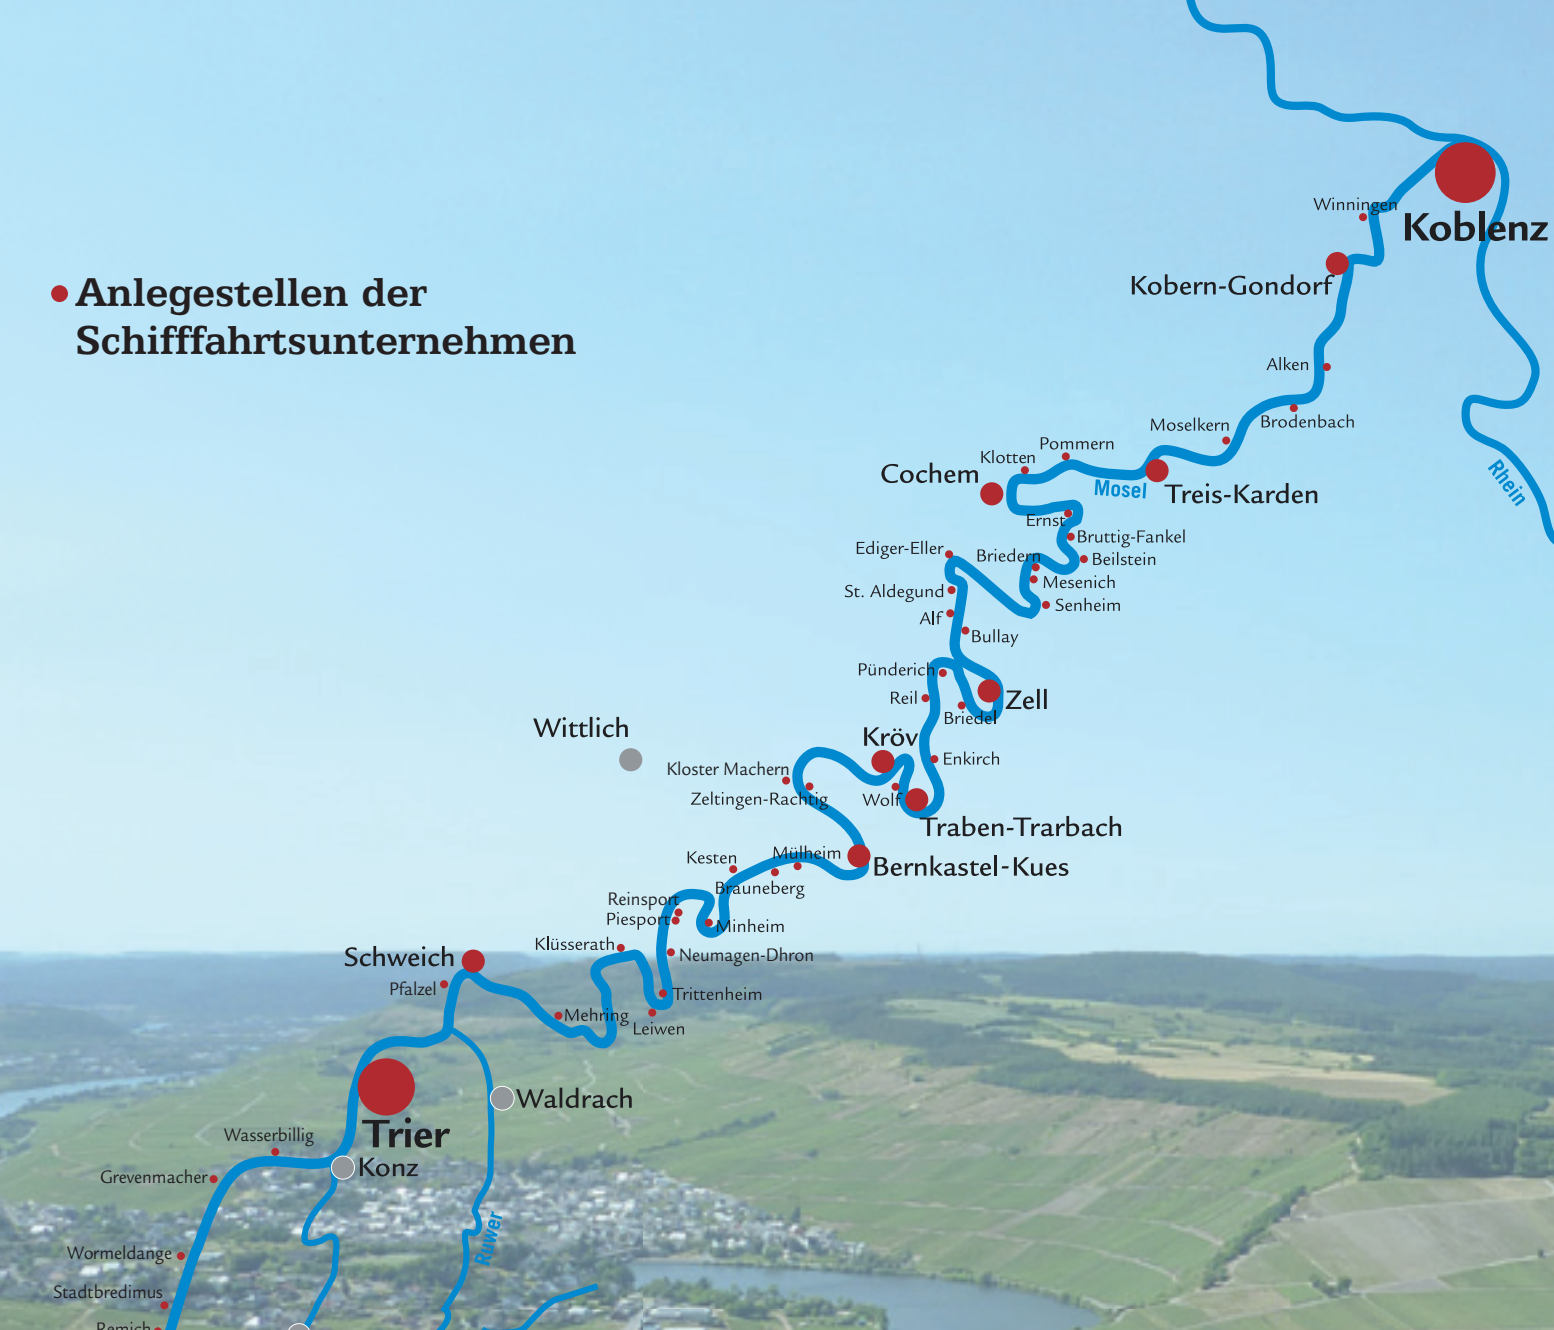 Winningen
Koblenz
Kobern-Gondorf
Anlegestellen der
Schifffahrtsunternehmen
Alken
Brodenbach
Moselkern
Pommern
Klotten
Cochem
Mosel
Treis-Karden
Rhein
Ernst
Bruttig-Fankel
Ediger-Eller
Briedern
Beilstein
Mesenich
St. Aldegund
Senheim
Alf
Bullay
Pünderich
Reil
Zell
Briedel
Wittlich
Kröv
Enkirch
Kloster Machern
Zeltingen-Rachtig
Wolf
Traben-Trarbach
Mülheim
Kesten
Bernkastel-Kues
Brauneberg
Reinsport
Piesport
Minheim
Klüsserath
Schweich
Neumagen-Dhron
Pfalzel
Trittenheim
Mehring
Leiwen
Waldrach
Trier
Wasserbillig
Konz
Grevenmacher
Ruwer
Wormeldange
Stadtbredimus
Remich